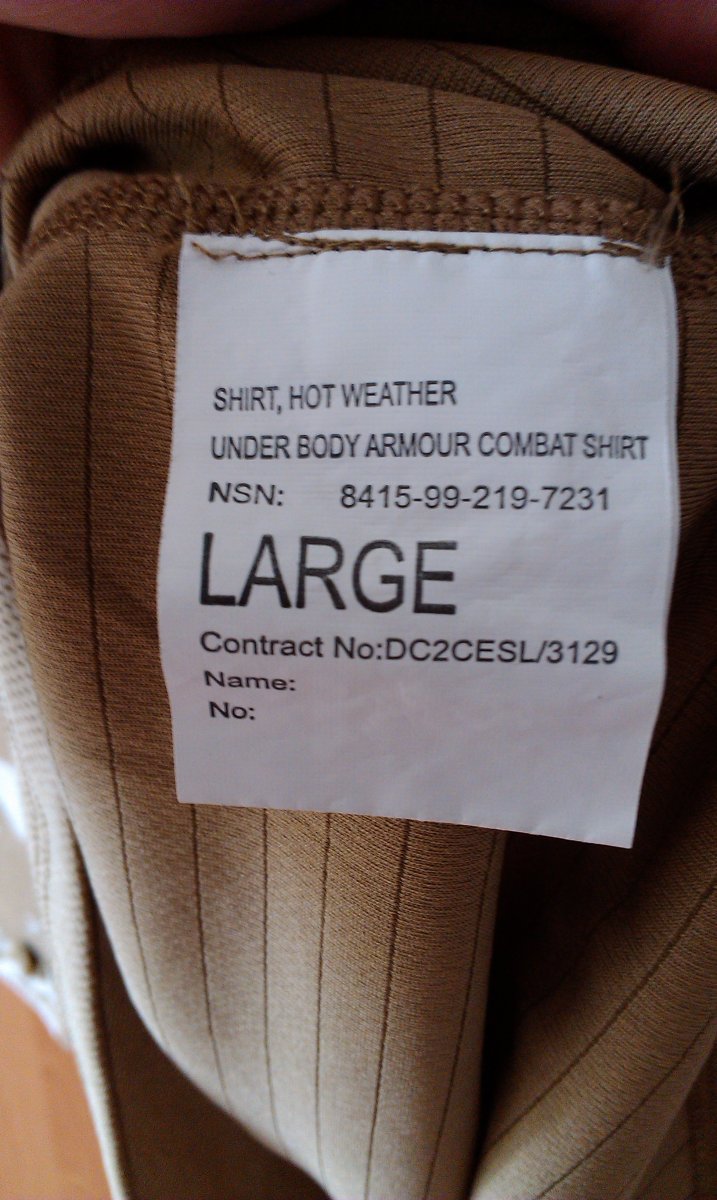 SHIRT, HOT WEATHER
UNDER BODY ARMOUR COMBAT SHIRT
NSN: 8415-99-219-7231
LARGE
Contract No:DC2CESL/3129
Name:
No: